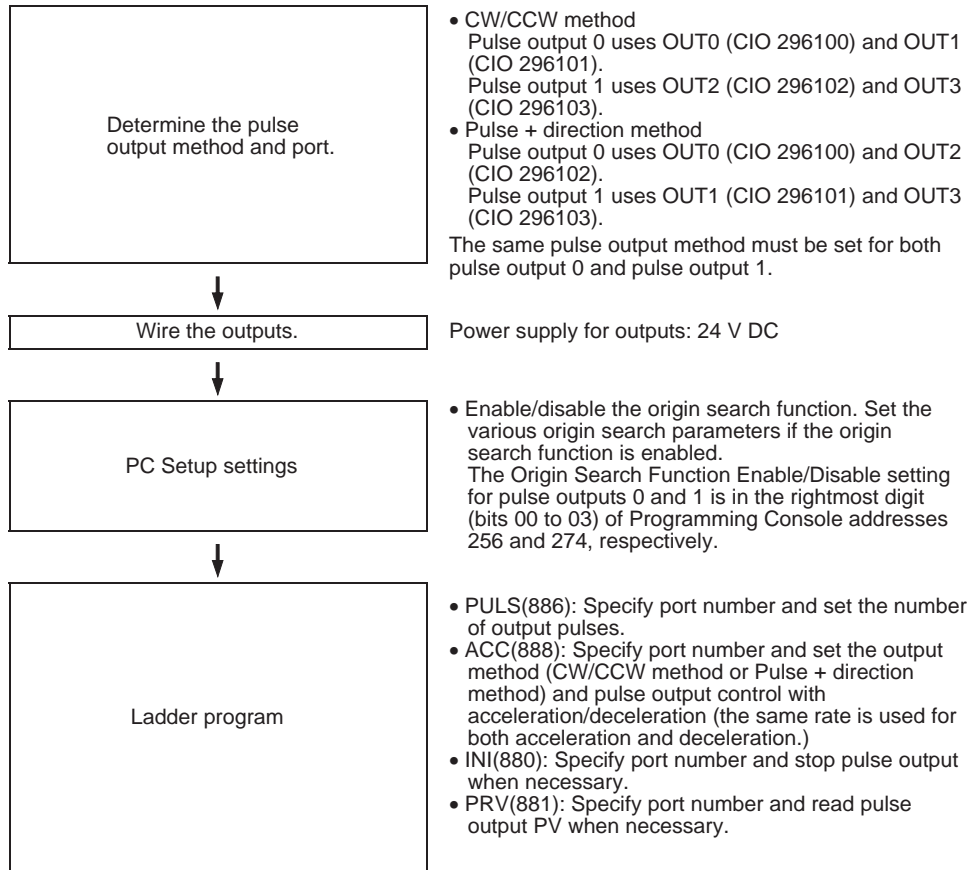 Determine the pulse
output method and port.
• CW/CCW method
Pulse output 0 uses OUT0 (CIO 296100) and OUT1
(CIO 296101).
Pulse output 1 uses OUT2 (CIO 296102) and OUT3
(CIO 296103).
• Pulse + direction method
Pulse output 0 uses OUT0 (CIO 296100) and OUT2
(CIO 296102).
Pulse output 1 uses OUT1 (CIO 296101) and OUT3
(CIO 296103).
The same pulse output method must be set for both
pulse output 0 and pulse output 1.
Wire the outputs.
Power supply for outputs: 24 V DC
PC Setup settings
• Enable/disable the origin search function. Set the
various origin search parameters if the origin
search function is enabled.
The Origin Search Function Enable/Disable setting
for pulse outputs 0 and 1 is in the rightmost digit
(bits 00 to 03) of Programming Console addresses
256 and 274, respectively.
Ladder program
• PULS(886): Specify port number and set the number
of output pulses.
• ACC(888): Specify port number and set the output
method (CW/CCW method or Pulse + direction
method) and pulse output control with
acceleration/deceleration (the same rate is used for
both acceleration and deceleration.)
• INI(880): Specify port number and stop pulse output
when necessary.
• PRV(881): Specify port number and read pulse
output PV when necessary.